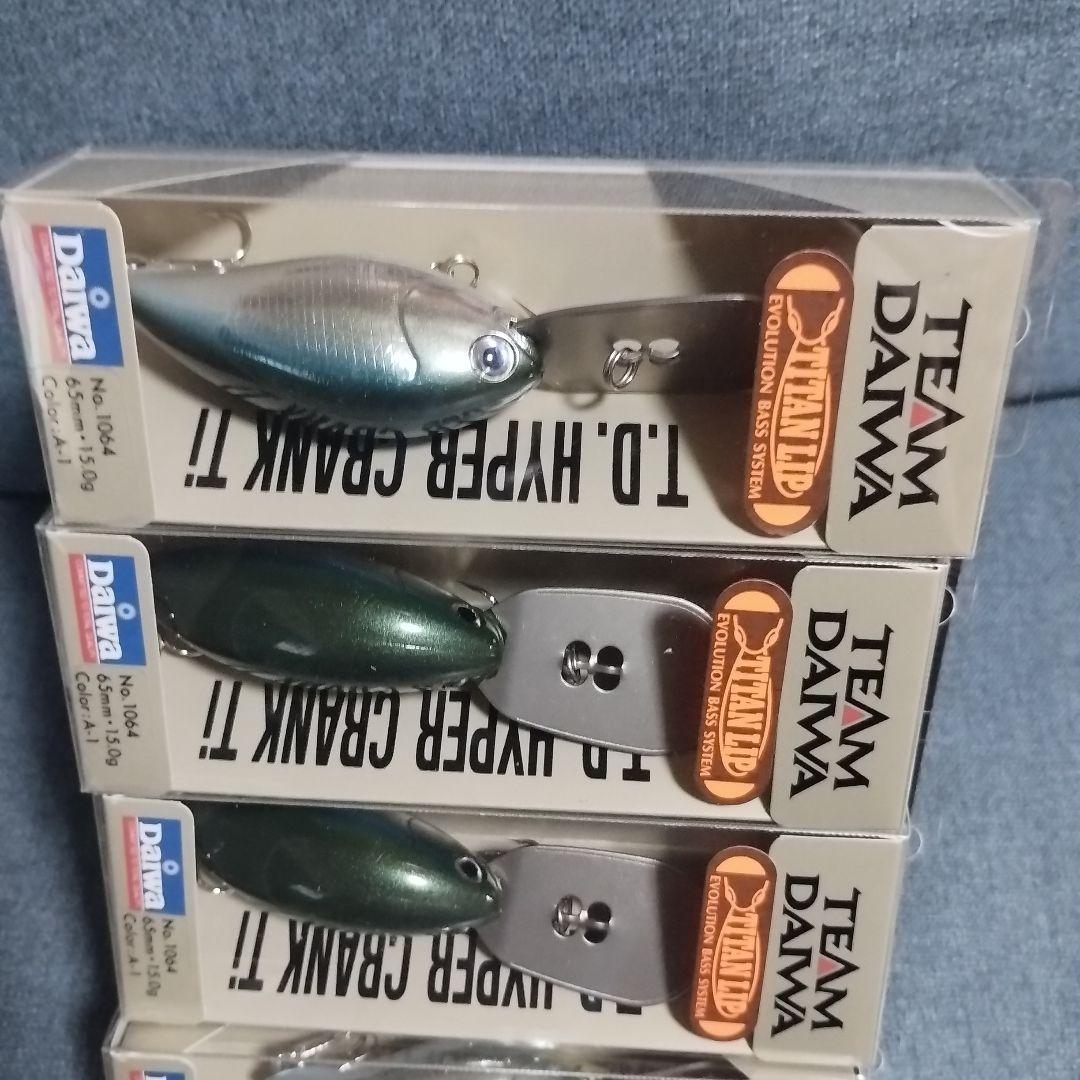 TEAM
DAIWA
TITAN LIP
EVOLUTION BASS SYSTEM
T.D. HYPER CRANK Ti
Daiwa
No.1064
65mm・15.0g
Color:A-1
TEAM
DAIWA
TITAN LIP
EVOLUTION BASS SYSTEM
T.D. HYPER CRANK Ti
Daiwa
No.1064
65mm・15.0g
Color:A-1
TEAM
DAIWA
TITAN LIP
EVOLUTION BASS SYSTEM
T.D. HYPER CRANK Ti
Daiwa
No.1064
65mm・15.0g
Color:A-1